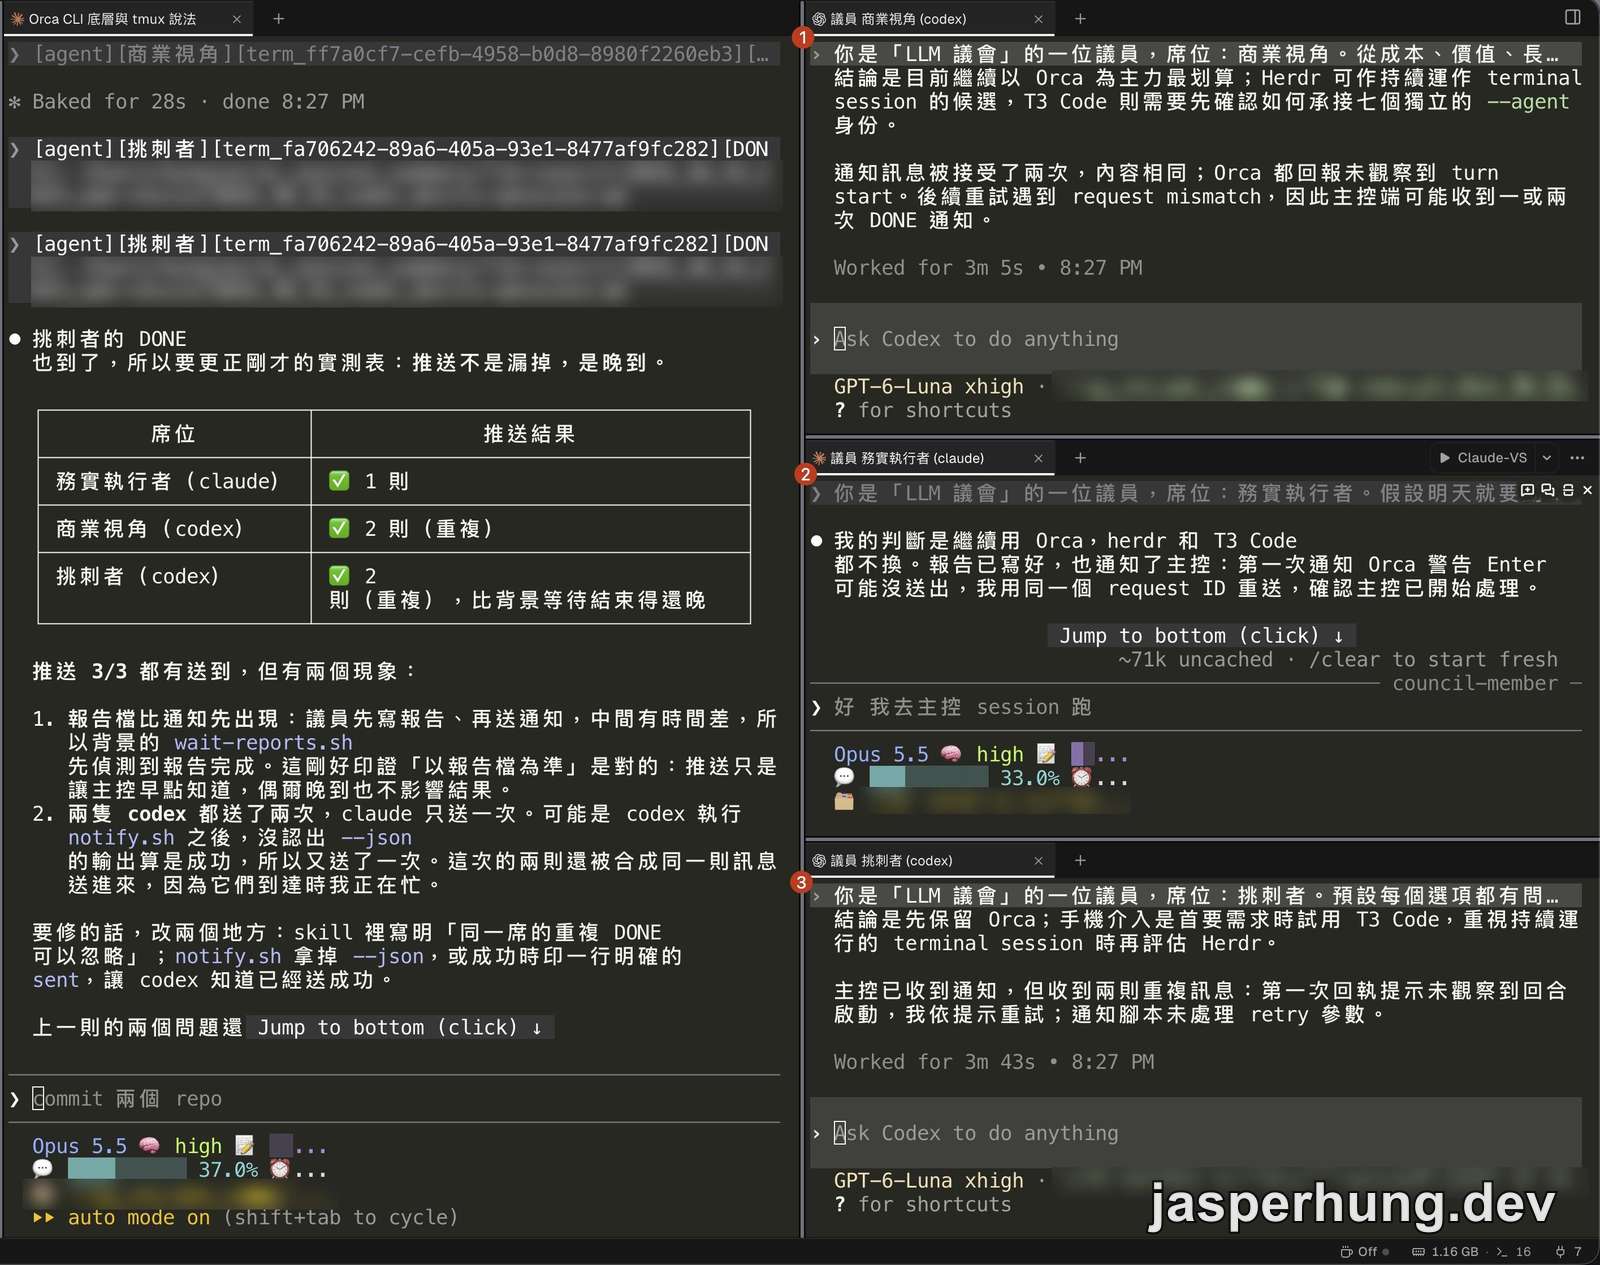 Orca CLI 底層與 tmux 說法
[agent][商業視角][term_ff7a0cf7-cefb-4958-b0d8-8980f2260eb3][…
Baked for 28s · done 8:27 PM
[agent][挑刺者][term_fa706242-89a6-405a-93e1-8477af9fc282][DON
[agent][挑刺者][term_fa706242-89a6-405a-93e1-8477af9fc282][DON
挑刺者的 DONE
也到了，所以要更正剛才的實測表：推送不是漏掉，是晚到。
席位 推送結果
務實執行者 (claude) ✅ 1 則
商業視角 (codex) ✅ 2 則 (重複)
挑刺者 (codex) ✅ 2
則 (重複) ，比背景等待結束得還晚
推送 3/3 都有送到，但有兩個現象：
1. 報告檔比通知先出現：議員先寫報告、再送通知，中間有時間差，所
以背景的 wait-reports.sh
先偵測到報告完成。這剛好印證「以報告檔為準」是對的：推送只是
讓主控早點知道，偶爾晚到也不影響結果。
2. 兩隻 codex 都送了兩次，claude 只送一次。可能是 codex 執行
notify.sh 之後，沒認出 --json
的輸出算是成功，所以又送了一次。這次的兩則還被合成同一則訊息
送進來，因為它們到達時我正在忙。
要修的話，改兩個地方：skill 裡寫明「同一席的重複 DONE
可以忽略」；notify.sh 拿掉 --json，或成功時印一行明確的
sent，讓 codex 知道已經送成功。
上一則的兩個問題還 Jump to bottom (click) ↓
commit 兩個 repo
Opus 5.5 🧠 high 📝 ...
37.0% ...
auto mode on (shift+tab to cycle)
議員 商業視角 (codex)
1
你是「LLM 議會」的一位議員，席位：商業視角。從成本、價值、長…
結論是目前繼續以 Orca 為主力最划算；Herdr 可作持續運作 terminal
session 的候選，T3 Code 則需要先確認如何承接七個獨立的 --agent
身份。
通知訊息被接受了兩次，內容相同；Orca 都回報未觀察到 turn
start。後續重試遇到 request mismatch，因此主控端可能收到一或兩
次 DONE 通知。
Worked for 3m 5s • 8:27 PM
Ask Codex to do anything
GPT-6-Luna xhigh ·
? for shortcuts
議員 務實執行者 (claude)
Claude-VS
2
你是「LLM 議會」的一位議員，席位：務實執行者。假設明天就要
我的判斷是繼續用 Orca，herdr 和 T3 Code
都不換。報告已寫好，也通知了主控：第一次通知 Orca 警告 Enter
可能沒送出，我用同一個 request ID 重送，確認主控已開始處理。
Jump to bottom (click) ↓
~71k uncached · /clear to start fresh
council-member
好 我去主控 session 跑
Opus 5.5 🧠 high 📝 ...
33.0% ...
議員 挑刺者 (codex)
3
你是「LLM 議會」的一位議員，席位：挑刺者。預設每個選項都有問…
結論是先保留 Orca；手機介入是首要需求時試用 T3 Code，重視持續運
行的 terminal session 時再評估 Herdr。
主控已收到通知，但收到兩則重複訊息：第一次回執提示未觀察到回合
啟動，我依提示重試；通知腳本未處理 retry 參數。
Worked for 3m 43s • 8:27 PM
Ask Codex to do anything
GPT-6-Luna xhigh ·
? for shortcuts
jasperhung.dev
Off 1.16 GB · 16 7